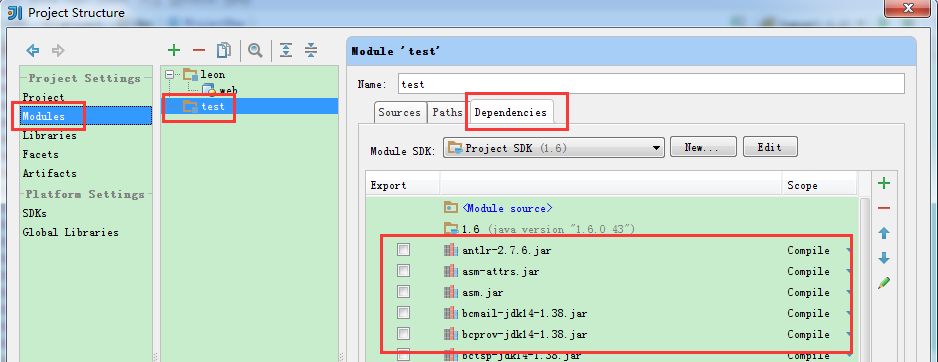 Project Structure
Project Settings
Project
Modules
Libraries
Facets
Artifacts
Platform Settings
SDKs
Global Libraries
leon
web
test
Module 'test'
Name: test
Sources Paths Dependencies
Module SDK: Project SDK (1.6) New... Edit
Export Scope
<Module source>
1.6 (java version "1.6.0_43")
antlr-2.7.6.jar Compile
asm-attrs.jar Compile
asm.jar Compile
bcmail-jdk14-1.38.jar Compile
bcprov-jdk14-1.38.jar Compile
bctsp-jdk14-1.38.jar Compile